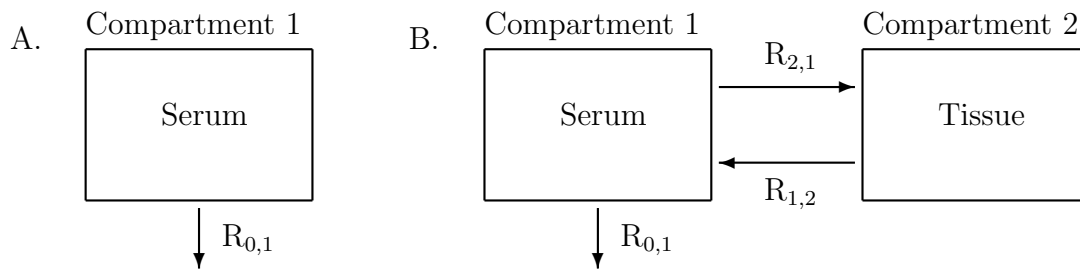 A.
Compartment 1
Serum
R0,1
B.
Compartment 1
Serum
R0,1
R2,1
R1,2
Compartment 2
Tissue